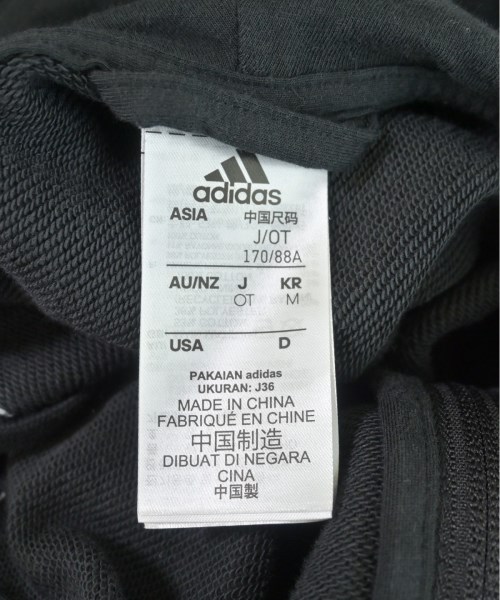 adidas
ASIA 中国尺码
J/OT
170/88A
AU/NZ J KR
OT M
USA D
PAKAIAN adidas
UKURAN: J36
MADE IN CHINA
FABRIQUÉ EN CHINE
中国制造
DIBUAT DI NEGARA
CINA
中国製